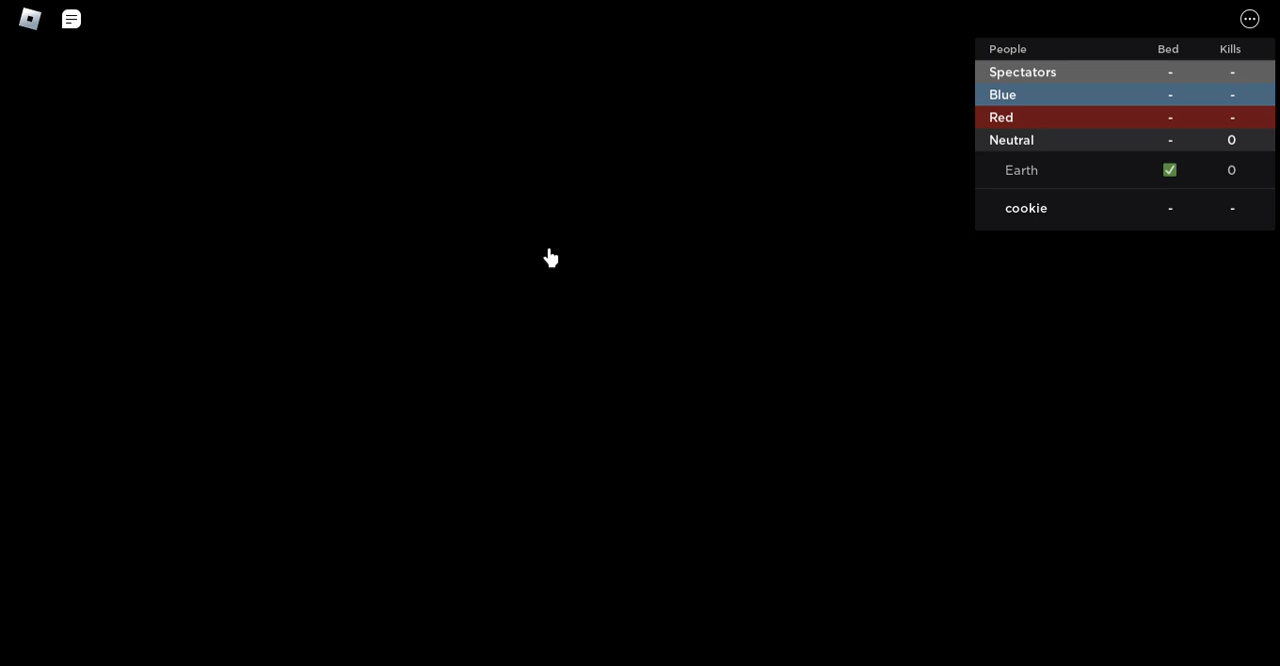 People Bed Kills
Spectators - -
Blue - -
Red - -
Neutral - 0
Earth ✅ 0
cookie - -